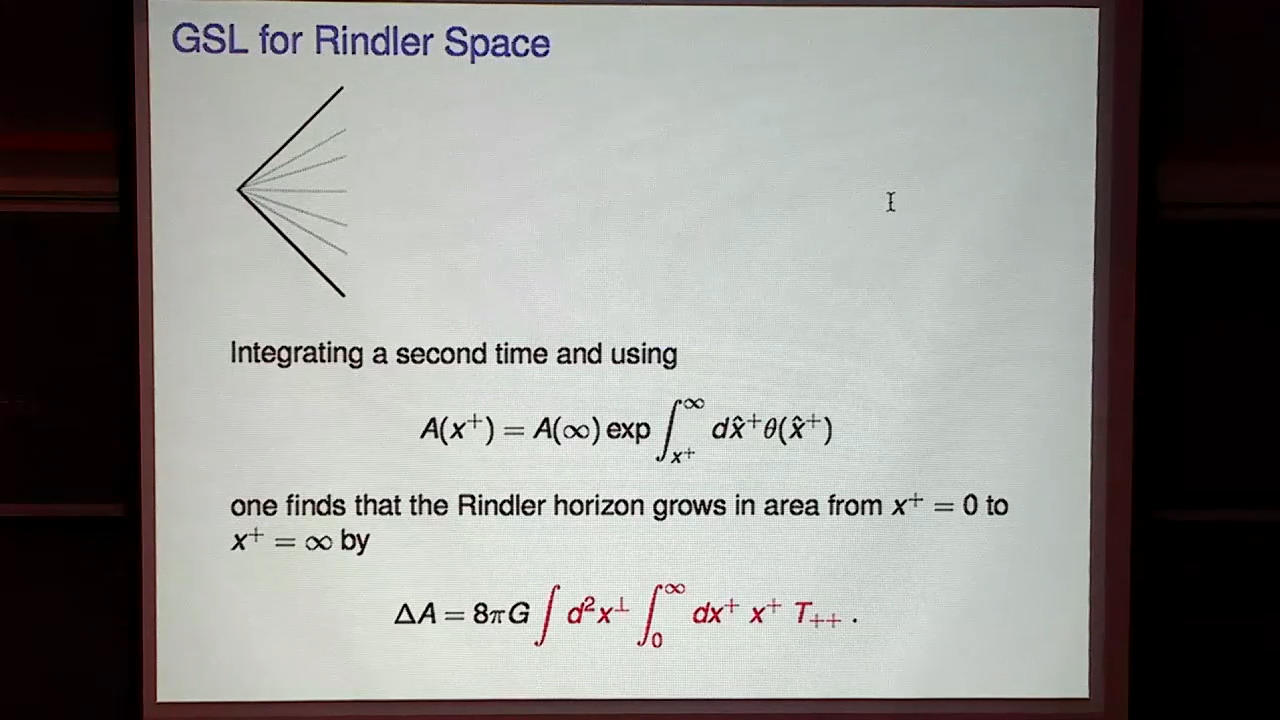 GSL for Rindler Space
Integrating a second time and using
A(x⁺) = A(∞) exp ∫_{x⁺}^{∞} dx̂⁺θ(x̂⁺)
one finds that the Rindler horizon grows in area from x⁺ = 0 to
x⁺ = ∞ by
ΔA = 8πG ∫ d²x^⊥ ∫_0^∞ dx⁺ x⁺ T₊₊ .